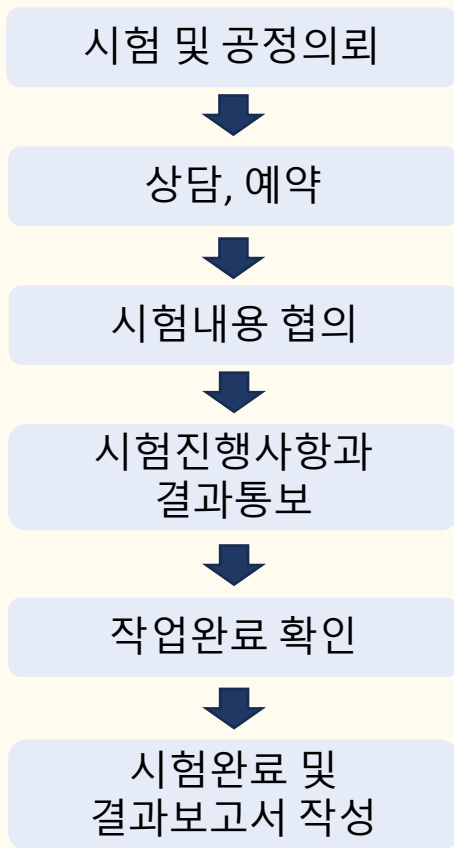 시험 및 공정의뢰
상담, 예약
시험내용 협의
시험진행사항과
결과통보
작업완료 확인
시험완료 및
결과보고서 작성